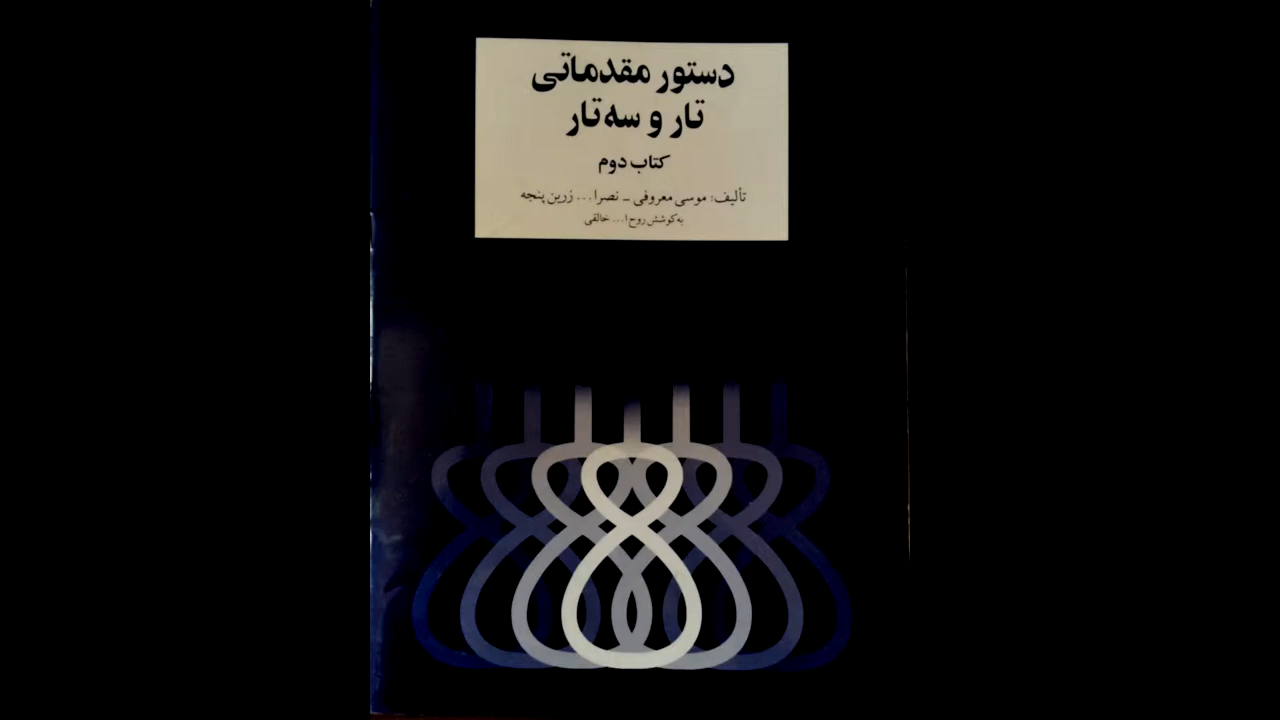 دستور مقدماتی
تار و سه‌تار
کتاب دوم
تألیف: موسی معروفی ـ نصرا... زرین پنجه
به‌کوشش روح ا... خالقی